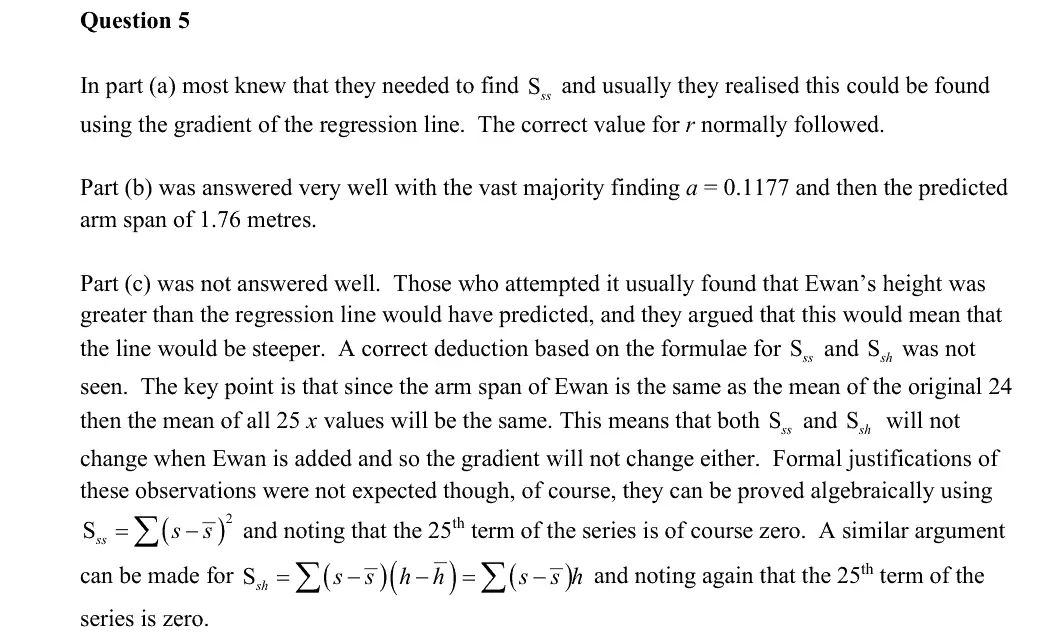 Question 5
In part (a) most knew that they needed to find S_ss and usually they realised this could be found
using the gradient of the regression line. The correct value for r normally followed.
Part (b) was answered very well with the vast majority finding a = 0.1177 and then the predicted
arm span of 1.76 metres.
Part (c) was not answered well. Those who attempted it usually found that Ewan’s height was
greater than the regression line would have predicted, and they argued that this would mean that
the line would be steeper. A correct deduction based on the formulae for S_ss and S_sh was not
seen. The key point is that since the arm span of Ewan is the same as the mean of the original 24
then the mean of all 25 x values will be the same. This means that both S_ss and S_sh will not
change when Ewan is added and so the gradient will not change either. Formal justifications of
these observations were not expected though, of course, they can be proved algebraically using
S_ss = ∑(s − s̄)² and noting that the 25th term of the series is of course zero. A similar argument
can be made for S_sh = ∑(s − s̄)(h − h̄) = ∑(s − s̄)h and noting again that the 25th term of the
series is zero.